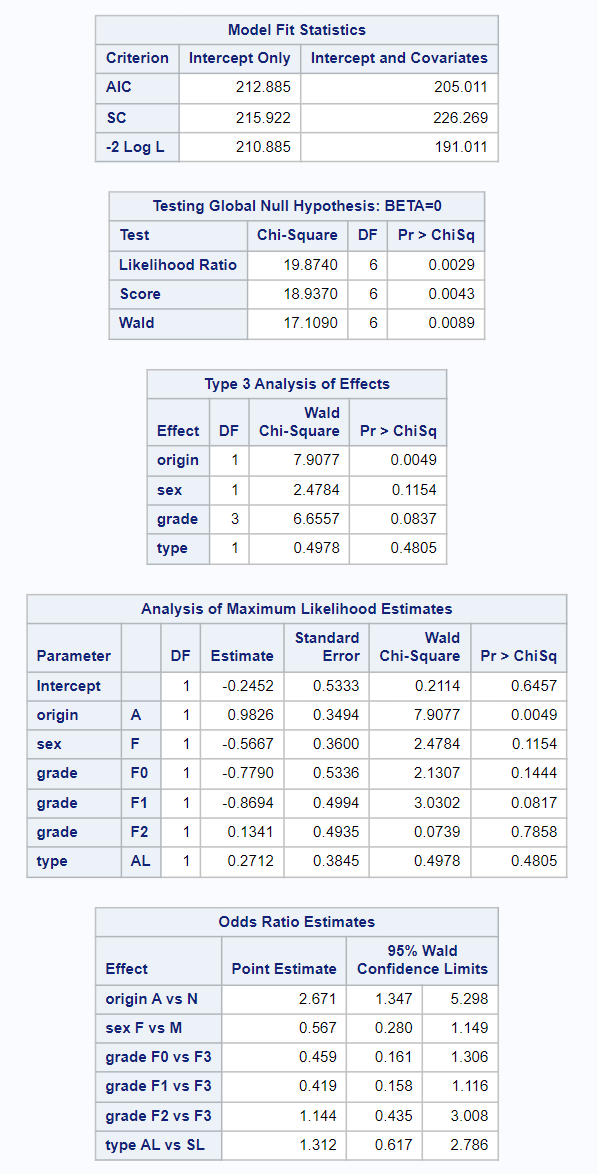 Model Fit Statistics
Criterion Intercept Only Intercept and Covariates
AIC 212.885 205.011
SC 215.922 226.269
-2 Log L 210.885 191.011
Testing Global Null Hypothesis: BETA=0
Test Chi-Square DF Pr > ChiSq
Likelihood Ratio 19.8740 6 0.0029
Score 18.9370 6 0.0043
Wald 17.1090 6 0.0089
Type 3 Analysis of Effects
Wald
Effect DF Chi-Square Pr > ChiSq
origin 1 7.9077 0.0049
sex 1 2.4784 0.1154
grade 3 6.6557 0.0837
type 1 0.4978 0.4805
Analysis of Maximum Likelihood Estimates
Standard Wald
Parameter DF Estimate Error Chi-Square Pr > ChiSq
Intercept 1 -0.2452 0.5333 0.2114 0.6457
origin A 1 0.9826 0.3494 7.9077 0.0049
sex F 1 -0.5667 0.3600 2.4784 0.1154
grade F0 1 -0.7790 0.5336 2.1307 0.1444
grade F1 1 -0.8694 0.4994 3.0302 0.0817
grade F2 1 0.1341 0.4935 0.0739 0.7858
type AL 1 0.2712 0.3845 0.4978 0.4805
Odds Ratio Estimates
95% Wald
Effect Point Estimate Confidence Limits
origin A vs N 2.671 1.347 5.298
sex F vs M 0.567 0.280 1.149
grade F0 vs F3 0.459 0.161 1.306
grade F1 vs F3 0.419 0.158 1.116
grade F2 vs F3 1.144 0.435 3.008
type AL vs SL 1.312 0.617 2.786